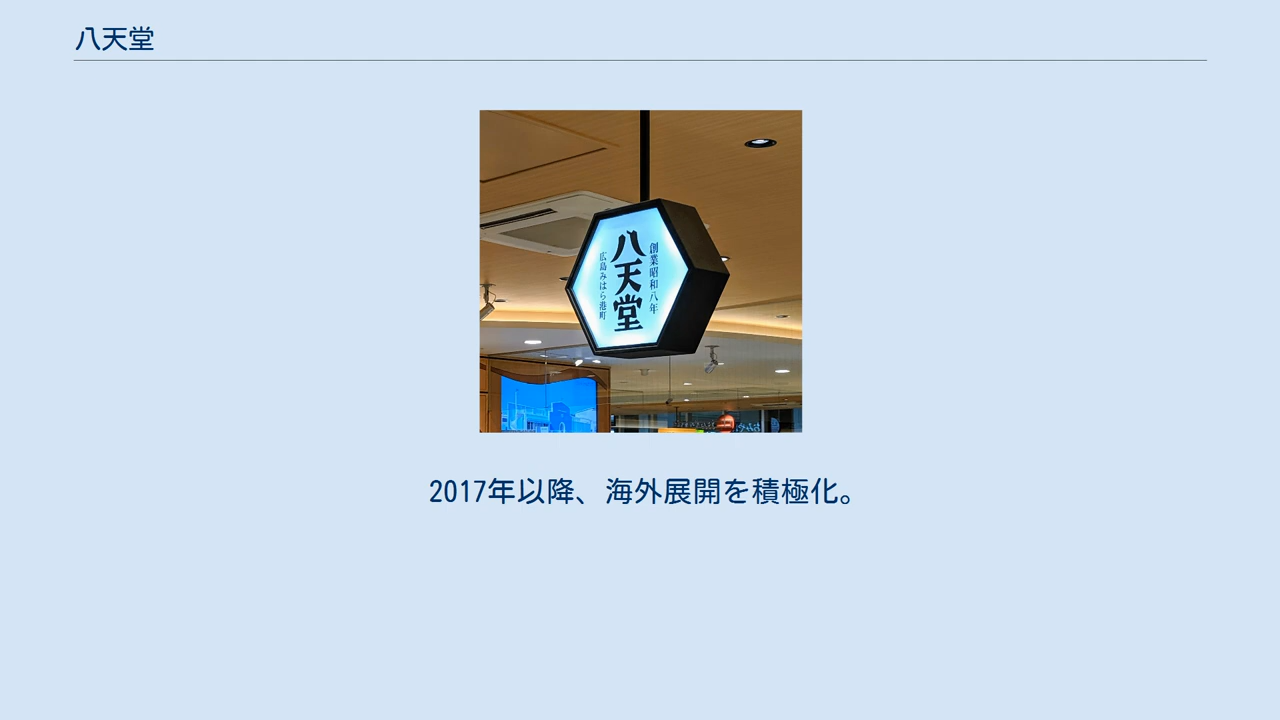 八天堂
創業昭和八年
八天堂
広島みはら港町
2017年以降、海外展開を積極化。